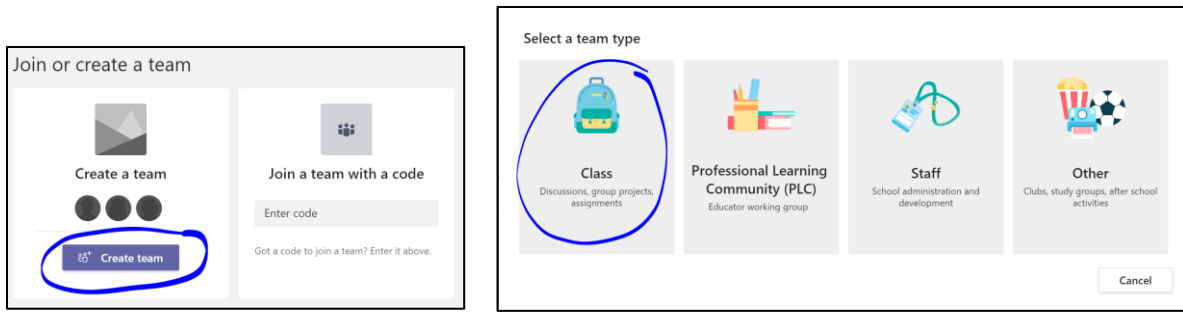 Join or create a team
Create a team
Create team
Join a team with a code
Enter code
Got a code to join a team? Enter it above.
Select a team type
Class
Discussions, group projects,
assignments
Professional Learning
Community (PLC)
Educator working group
Staff
School administration and
development
Other
Clubs, study groups, after school
activities
Cancel